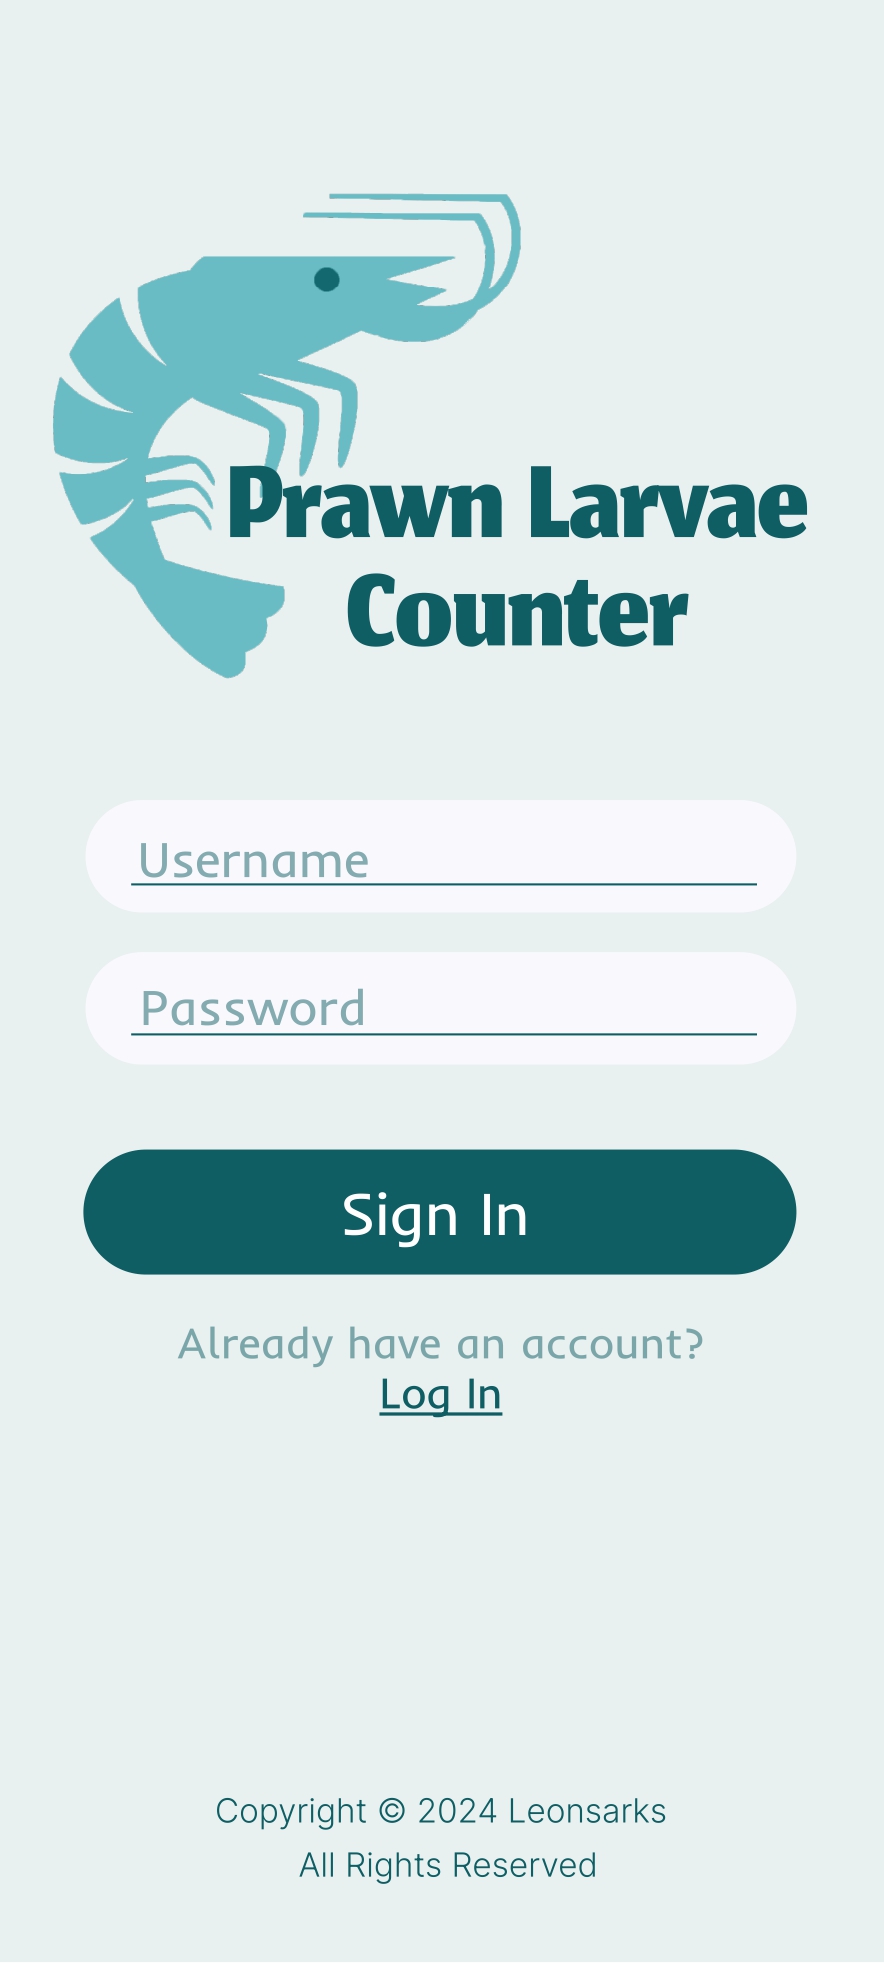 Prawn Larvae
Counter
Username
Password
Sign In
Already have an account?
Log In
Copyright © 2024 Leonsarks
All Rights Reserved